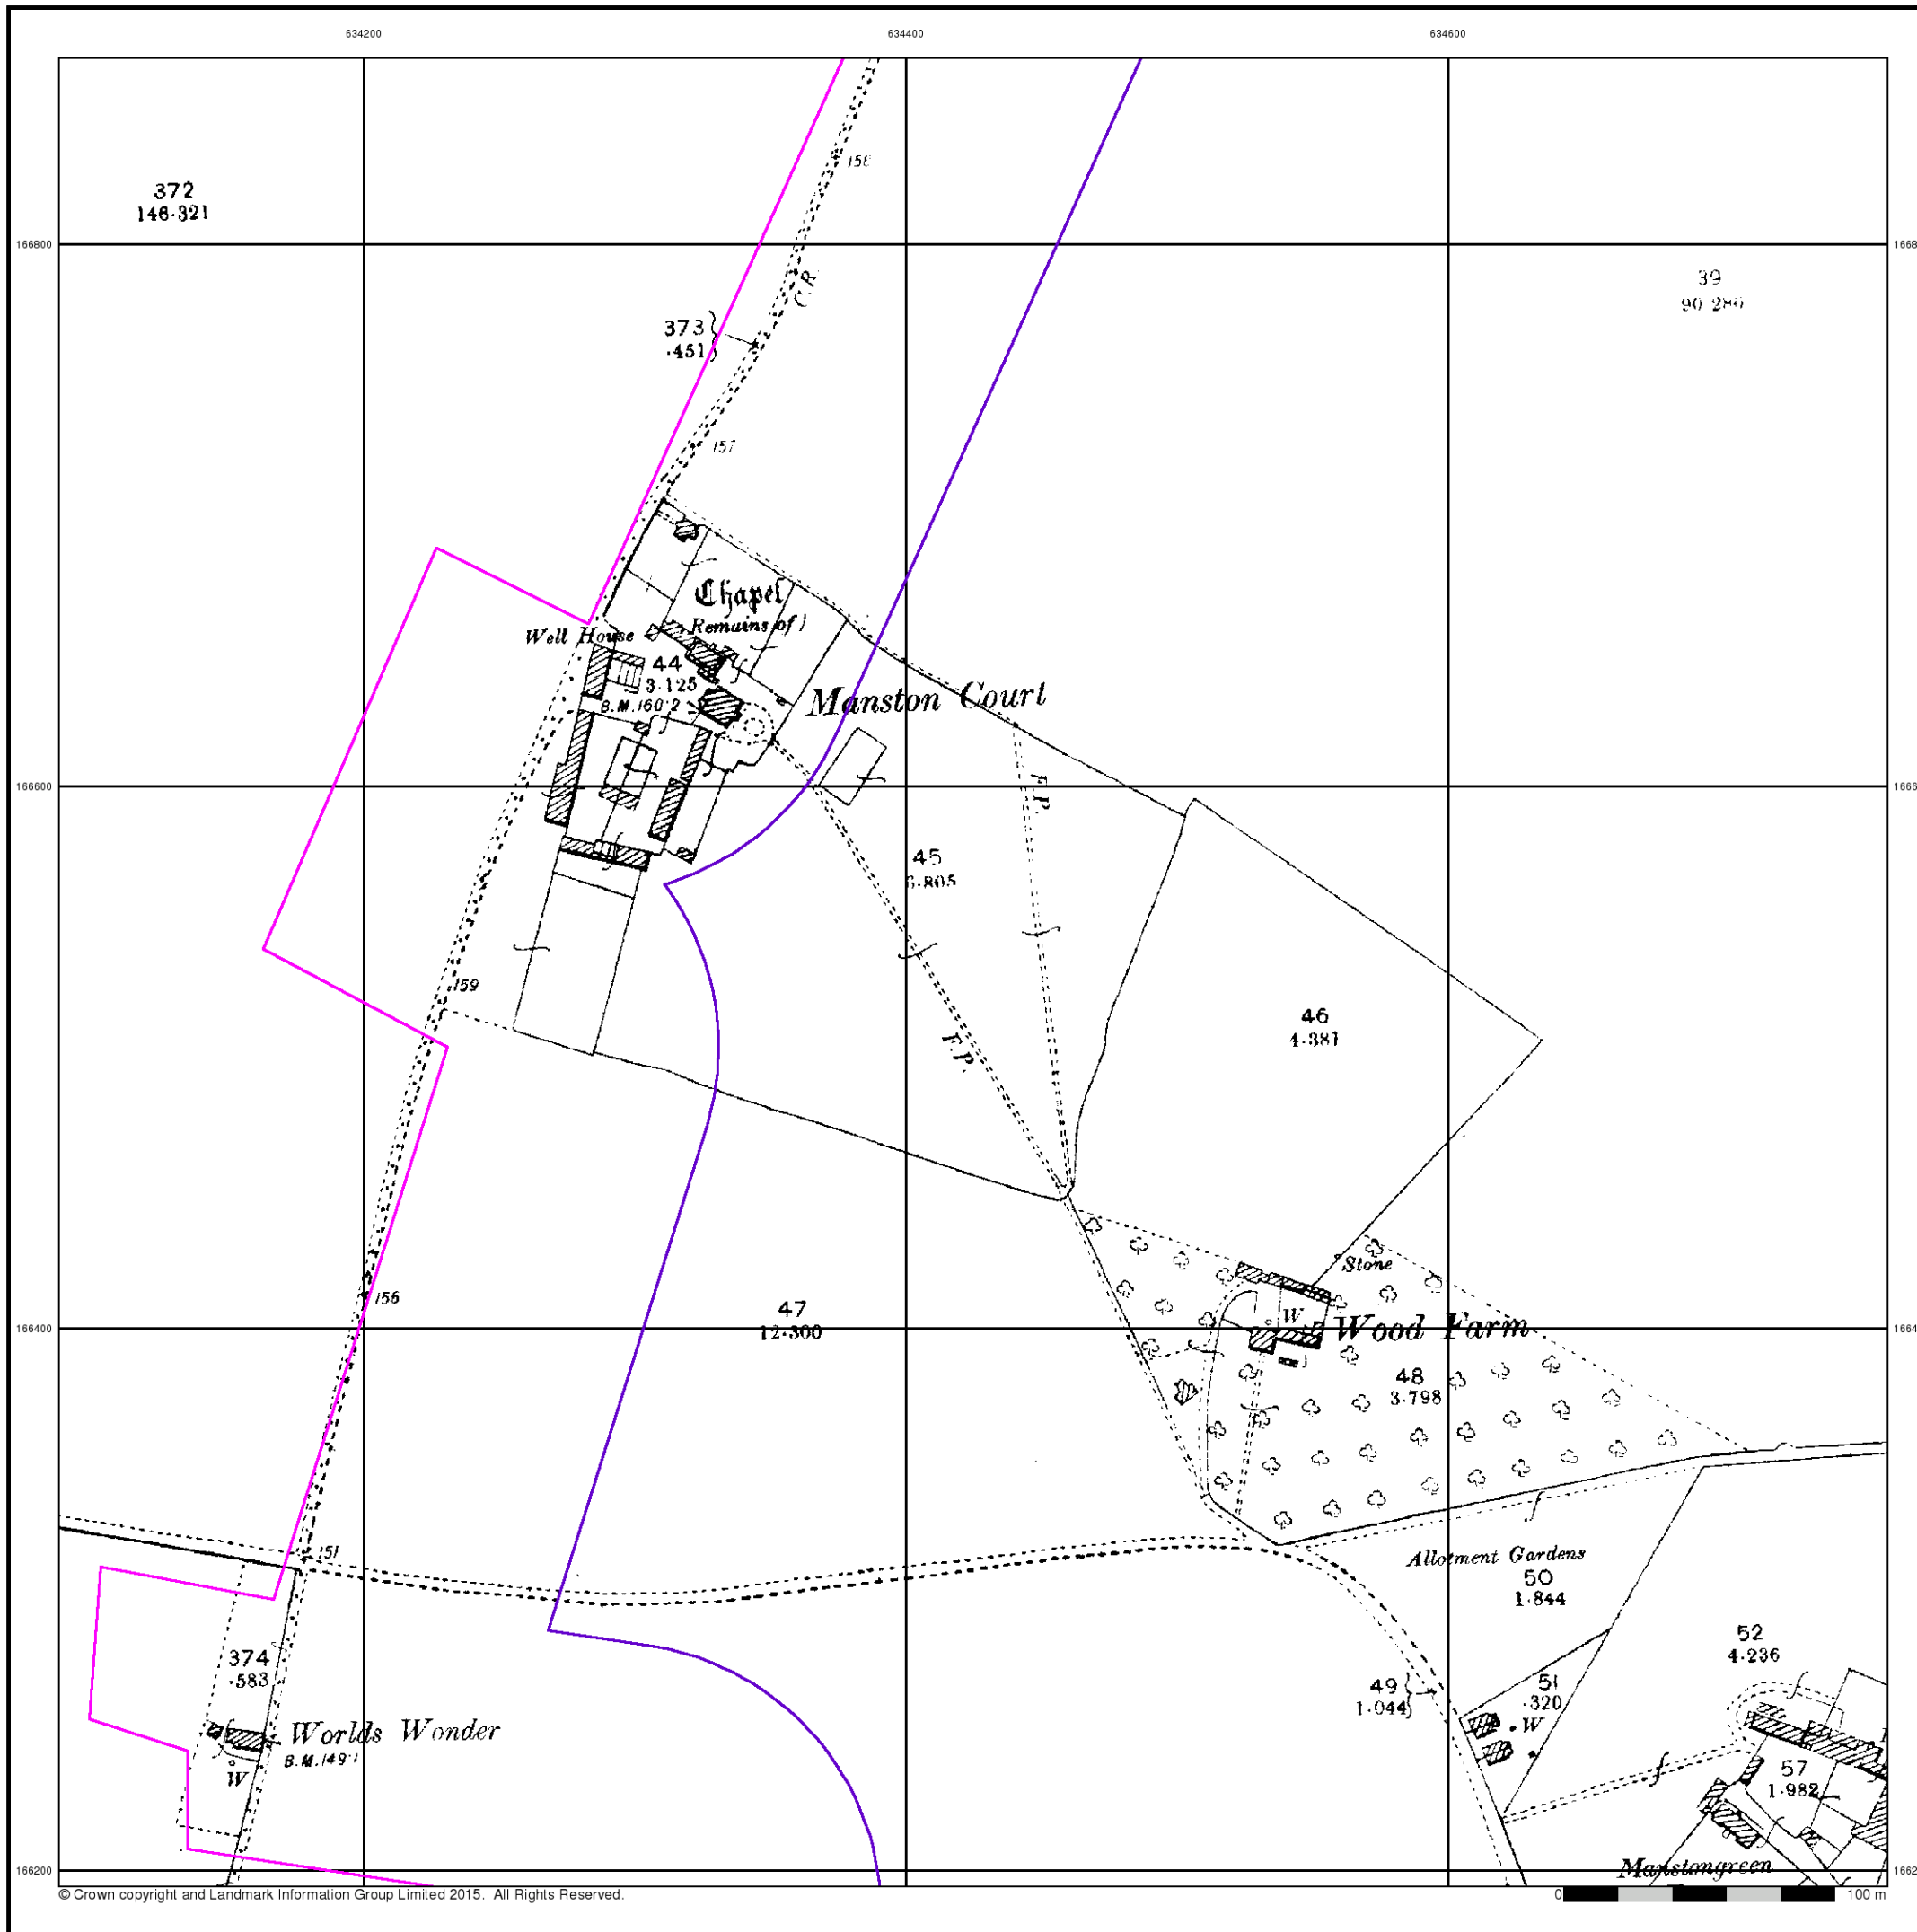 634200
634400
634600
156
372
146·321
166800
39
90·280
C.R.
373
·451
157
Chapel
Remains of)
Well House
44
3·125
B.M.160·2
Manston Court
166600
F.P.
45
159
46
4·381
F.P.
Stone
156
47
12·300
W
Wood Farm
166400
48
3·798
151
Allotment Gardens
50
1·844
374
·583
52
4·236
49
1·044
51
·320
W
Worlds Wonder
B.M.149·1
W
57
1·982
Manstongreen
166200
© Crown copyright and Landmark Information Group Limited 2015. All Rights Reserved.
0
100 m